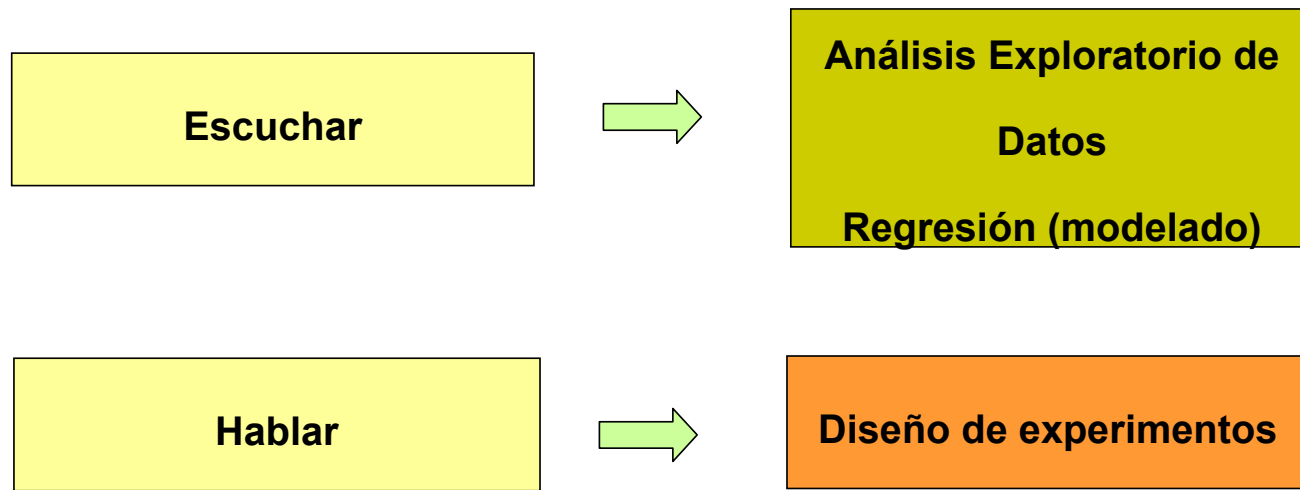 Escuchar
Análisis Exploratorio de
Datos
Regresión (modelado)
Hablar
Diseño de experimentos